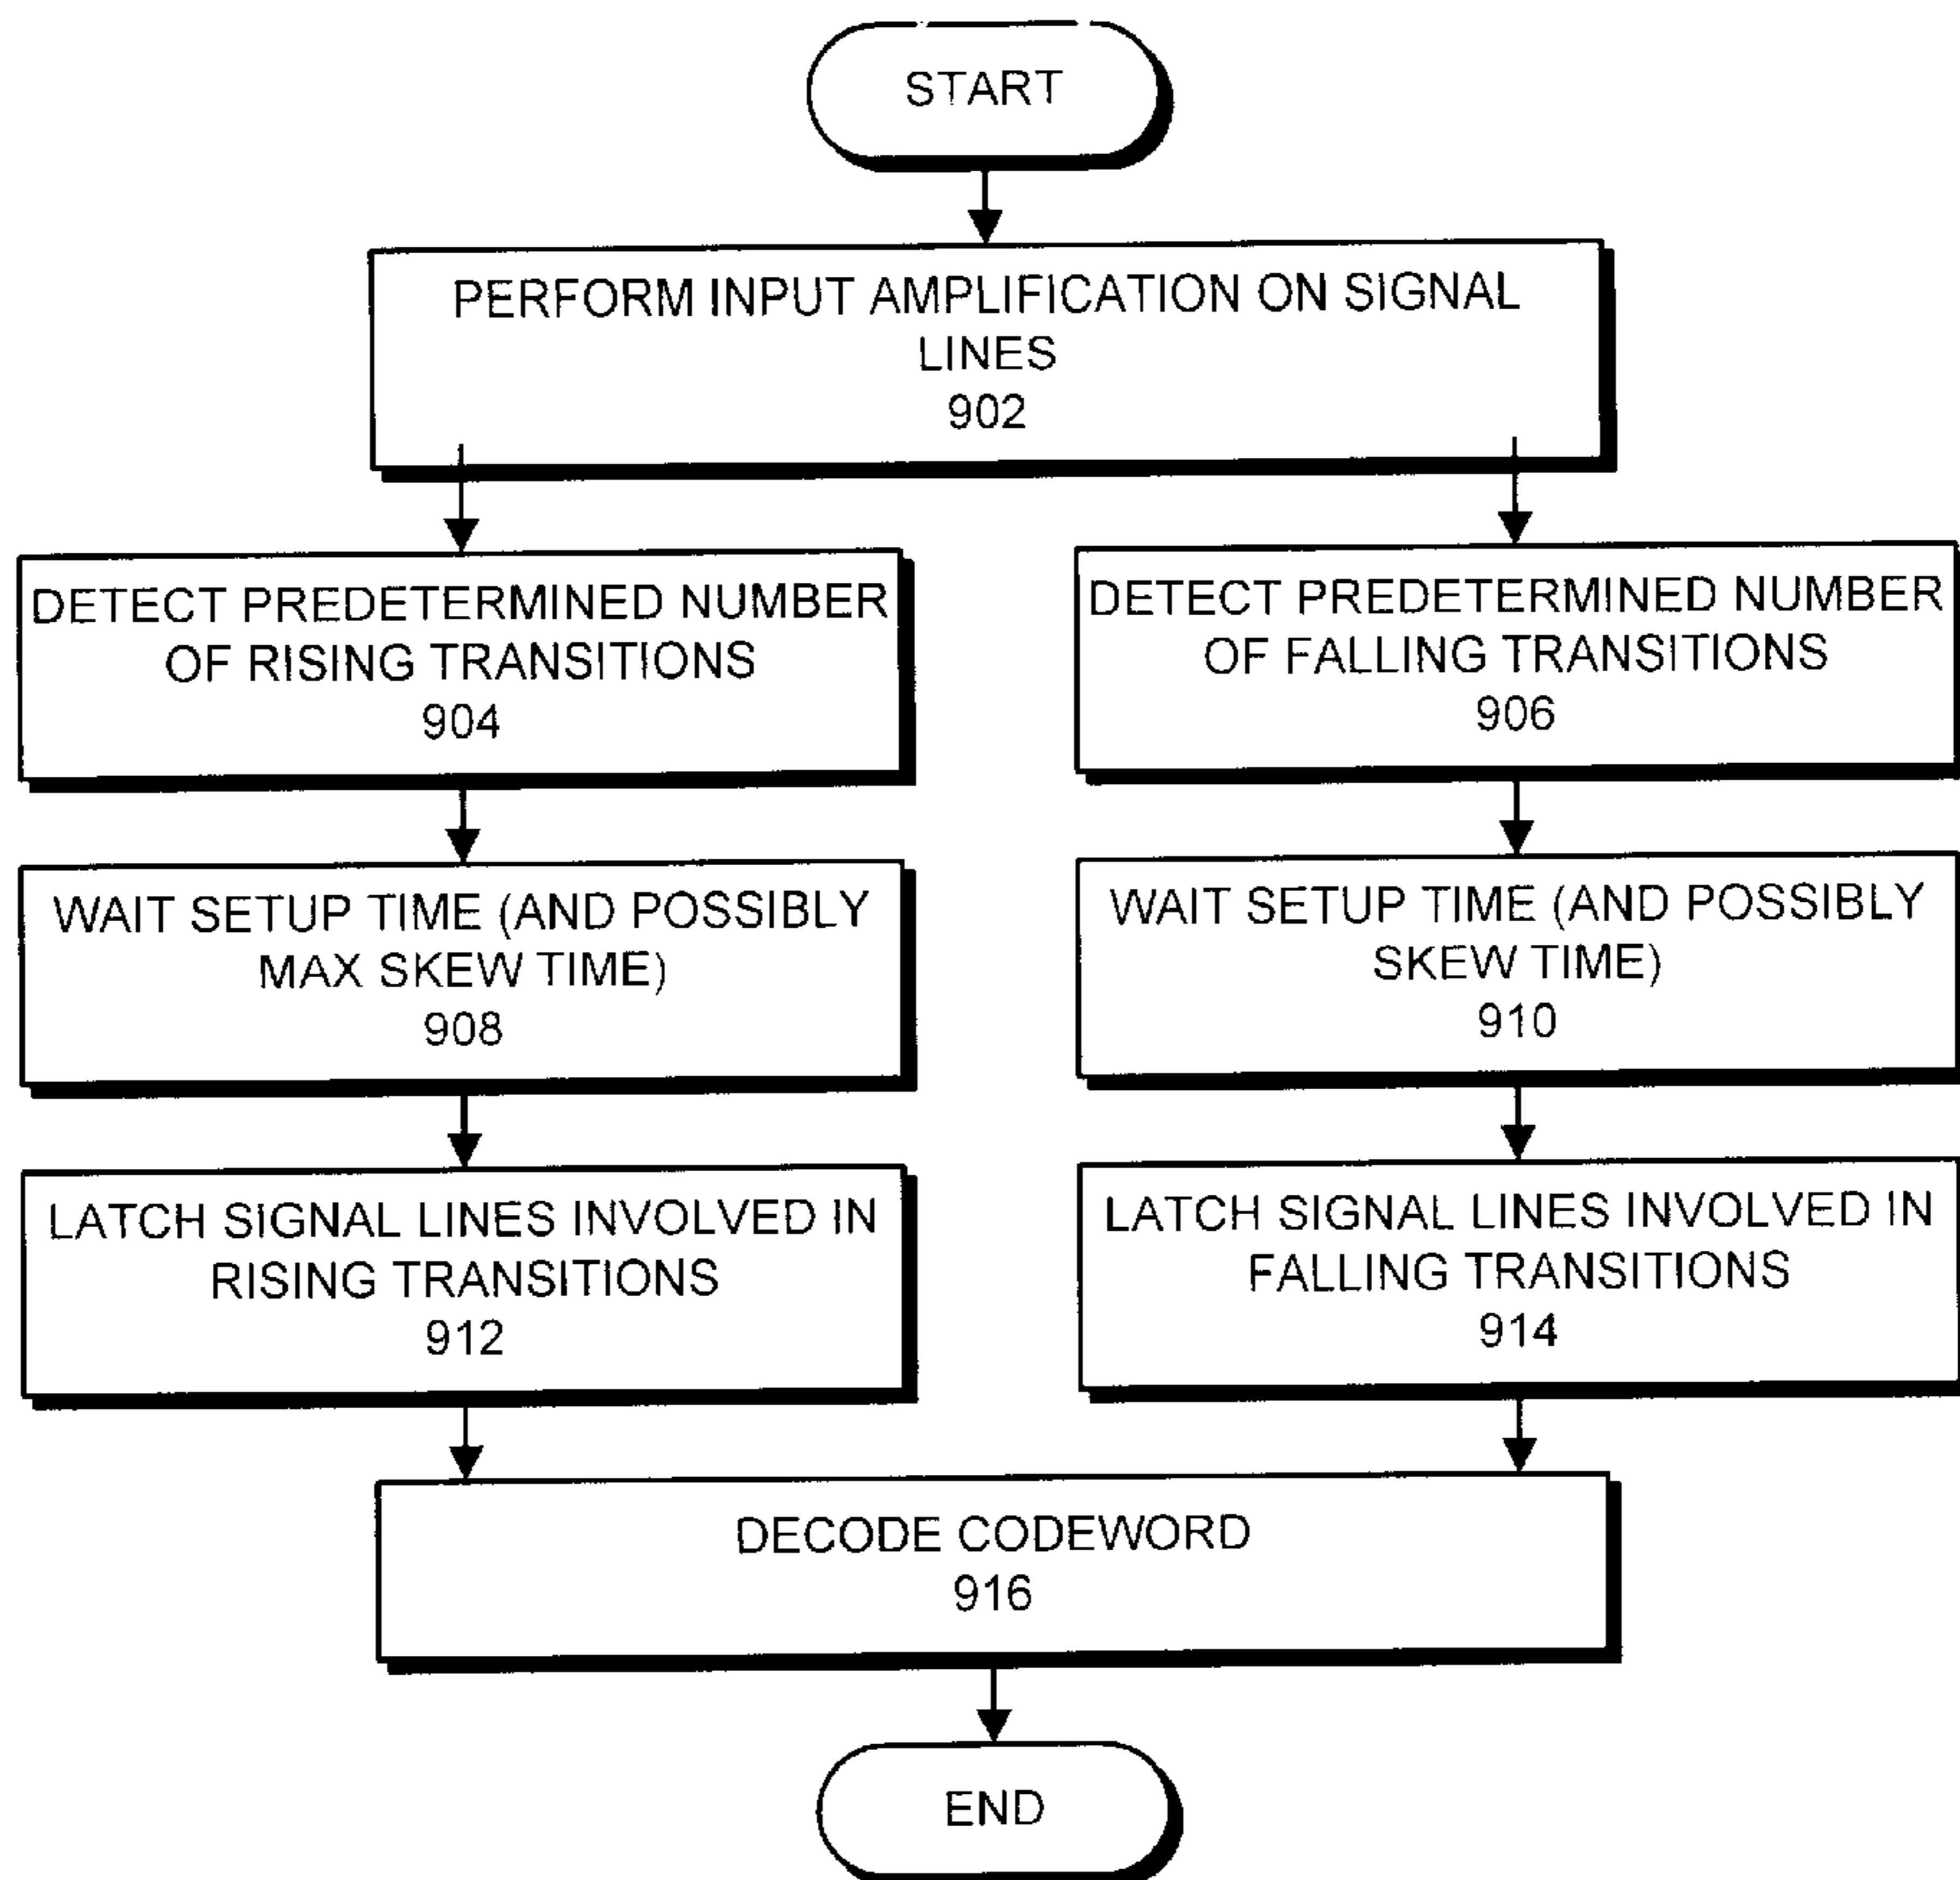 START
PERFORM INPUT AMPLIFICATION ON SIGNAL
LINES
902
DETECT PREDETERMINED NUMBER
OF RISING TRANSITIONS
904
DETECT PREDETERMINED NUMBER
OF FALLING TRANSITIONS
906
WAIT SETUP TIME (AND POSSIBLY
MAX SKEW TIME)
908
WAIT SETUP TIME (AND POSSIBLY
SKEW TIME)
910
LATCH SIGNAL LINES INVOLVED IN
RISING TRANSITIONS
912
LATCH SIGNAL LINES INVOLVED IN
FALLING TRANSITIONS
914
DECODE CODEWORD
916
END